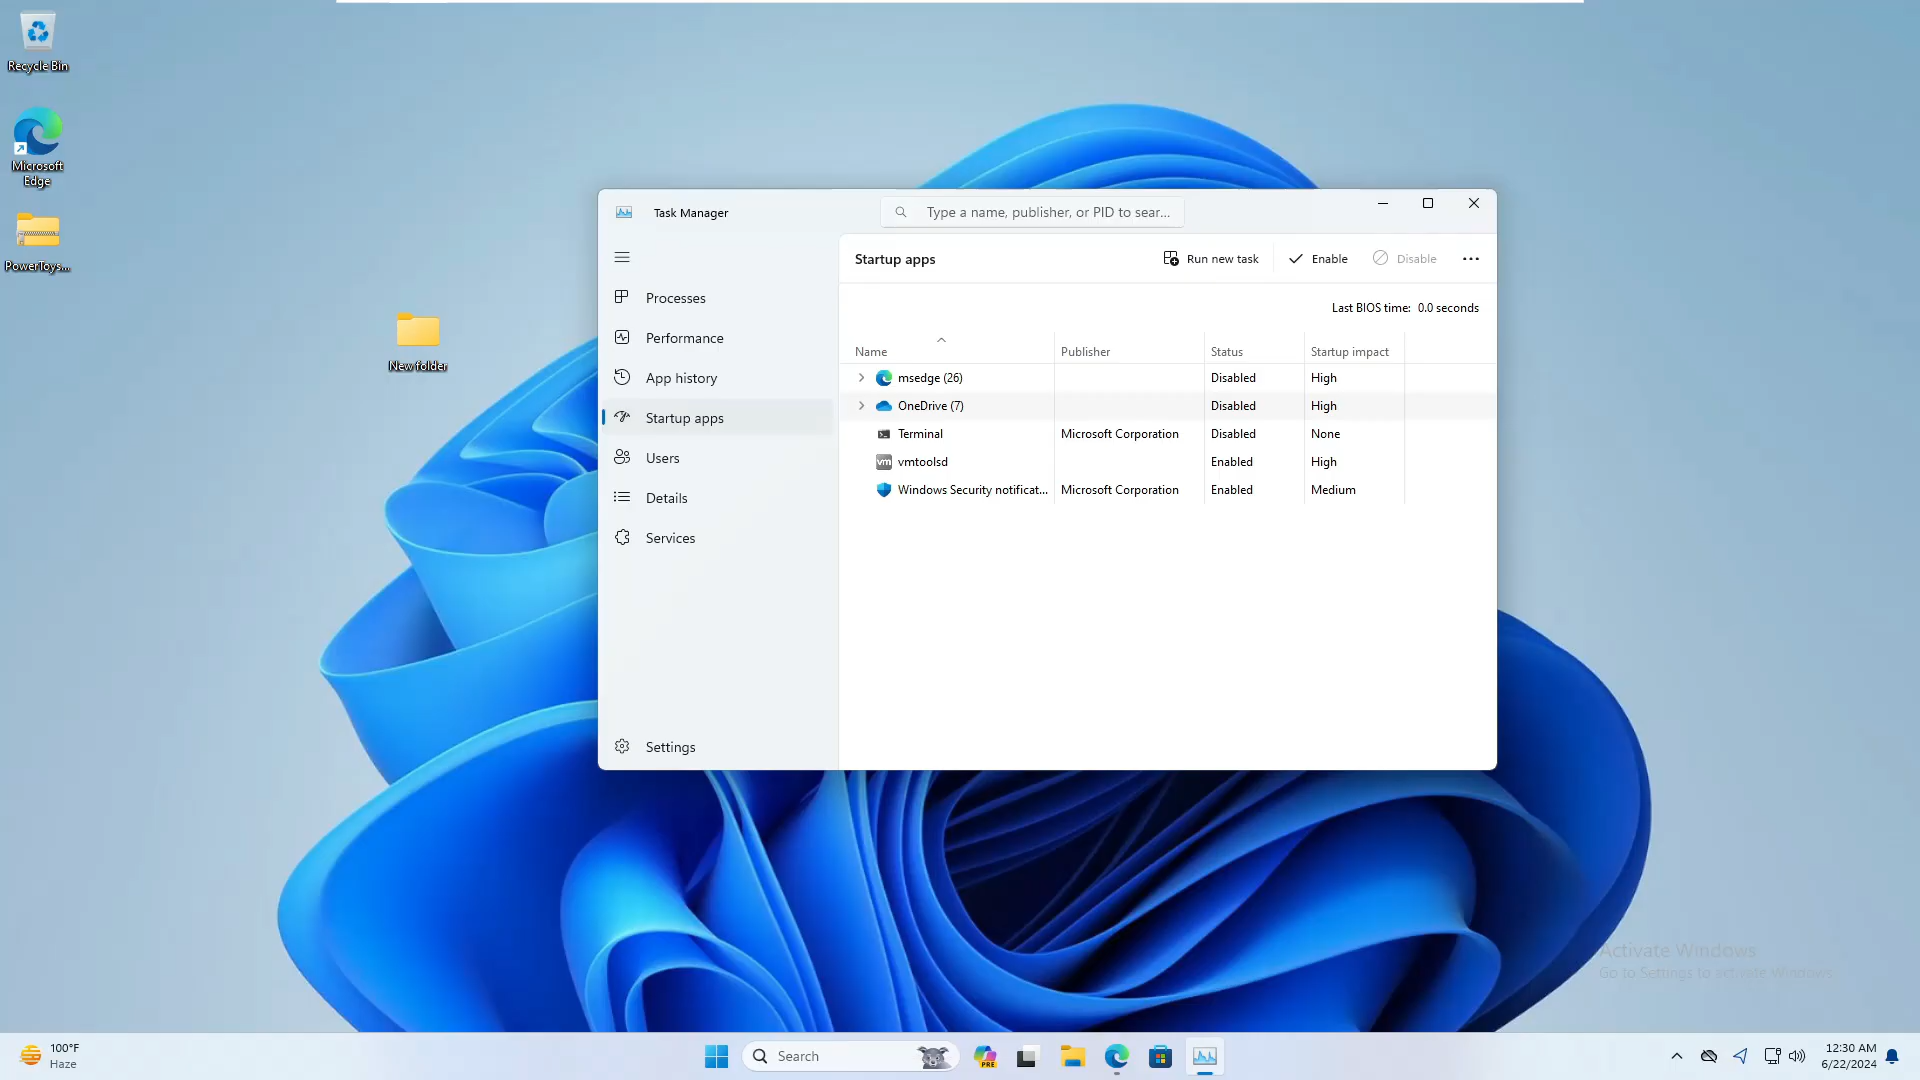 Recycle Bin
Microsoft
Edge
PowerToys...
New folder
Task Manager
Type a name, publisher, or PID to sear...
Startup apps
Run new task
Enable
Disable
Last BIOS time: 0.0 seconds
Processes
Performance
App history
Startup apps
Users
Details
Services
Settings
Name Publisher Status Startup impact
msedge (26) Disabled High
OneDrive (7) Disabled High
Terminal Microsoft Corporation Disabled None
vm vmtoolsd Enabled High
Windows Security notificat... Microsoft Corporation Enabled Medium
Activate Windows
Go to Settings to activate Windows.
100°F
Haze
Search
PRE
12:30 AM
6/22/2024